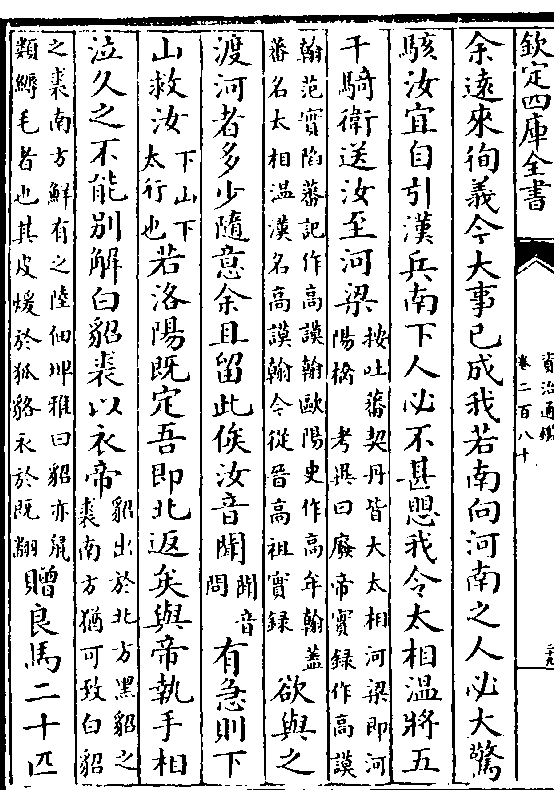 欽定四庫全書
資治通鑑
卷二百八十
余遠來徇義今大事已成我若南向河南之人必大驚
駭汝宜自引漢兵南下人必不甚愳我令太相溫將五
千騎衛送汝至河梁
按吐蕃契丹皆大太相河梁即河
陽橋　考異曰廢帝實録作高謨
翰范實陷蕃記作高謨翰歐陽史作高牟翰蓋
蕃名太相温漢名高謨翰今從晉高祖實録
欲與之
渡河者多少隨意余且留此俟汝音聞
聞音
問
有急則下
山救汝
下山下
太行也
若洛陽既定吾即北返矣與帝執手相
泣久之不能別解白貂裘以衣帝
貂出於北方黑貂之
裘南方猶可致白貂
之裘南方鮮有之陸佃埤雅曰貂亦鼠
類縟毛者也其皮煖於狐貉衣於既翻
贈良馬二十匹